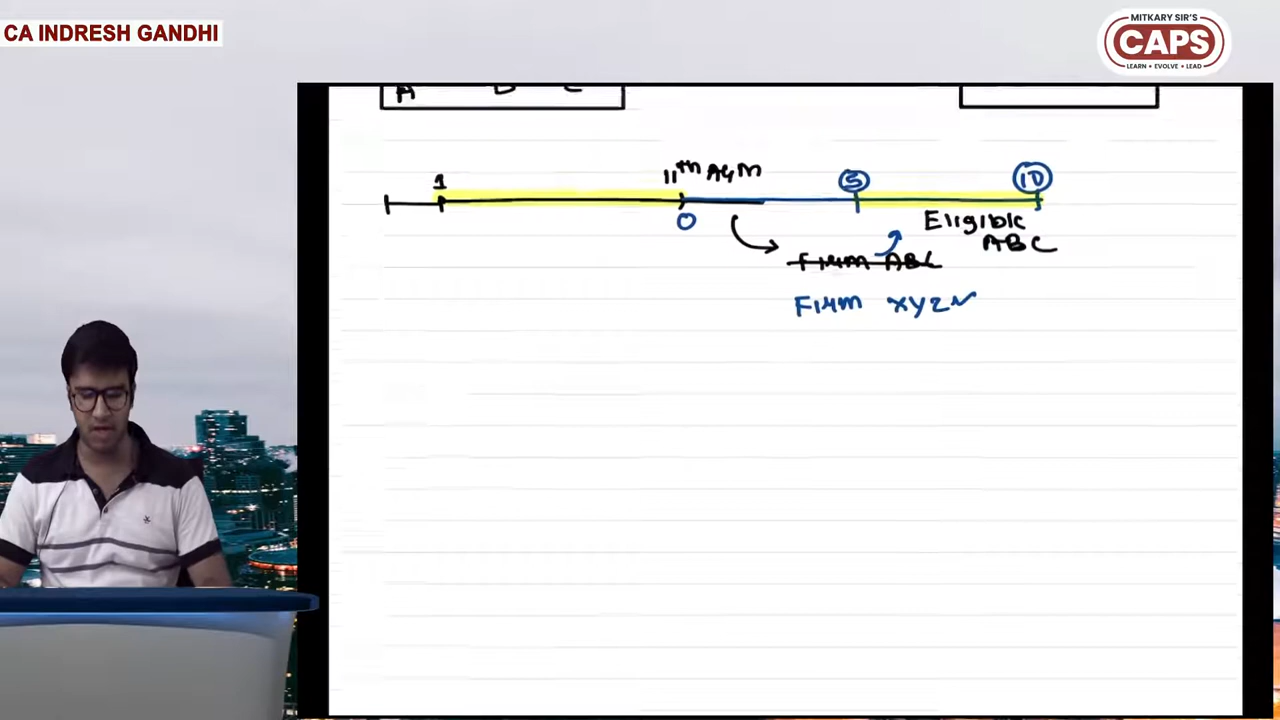 CA INDRESH GANDHI
MITKARY SIR'S
CAPS
LEARN • EVOLVE • LEAD
A B C
1 11th AGM 5 10
0
Eligible
ABC
Firm ABC
Firm XYZ